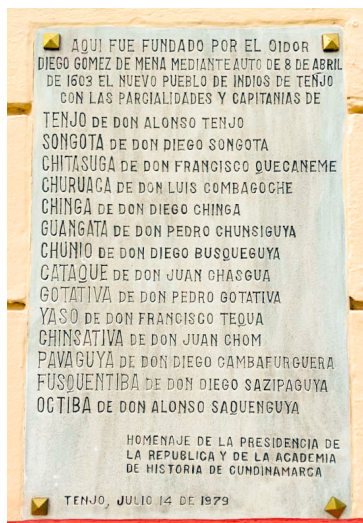 AQUI FUE FUNDADO POR EL OIDOR
DIEGO GOMEZ DE MENA MEDIANTE AUTO DE 8 DE ABRIL
DE 1603 EL NUEVO PUEBLO DE INDIOS DE TENJO
CON LAS PARCIALIDADES Y CAPITANIAS DE
TENJO DE DON ALONSO TENJO
SONGOTA DE DON DIEGO SONGOTA
CHITASUGA DE DON FRANCISCO QUECANEME
CHURUACA DE DON LUIS COMBAGOCHE
CHINGA DE DON DIEGO CHINGA
GUANGATA DE DON PEDRO CHUNSIGUYA
CHUNIO DE DON DIEGO BUSQUEGUYA
CATAQUE DE DON JUAN CHASGUA
GOTATIVA DE DON PEDRO GOTATIVA
YASO DE DON FRANCISCO TEQUA
CHINSATIVA DE DON JUAN CHOM
PAVAGUYA DE DON DIEGO CAMBAFURGUERA
FUSQUENTIBA DE DON DIEGO SAZIPAGUYA
OCTIBA DE DON ALONSO SAQUENGUYA
HOMENAJE DE LA PRESIDENCIA DE
LA REPUBLICA Y DE LA ACADEMIA
DE HISTORIA DE CUNDINAMARCA
TENJO, JULIO 14 DE 1979